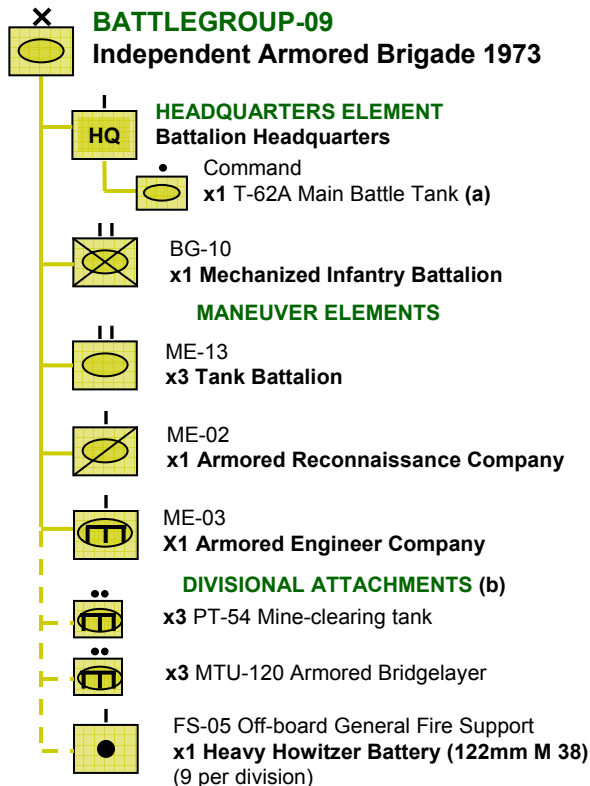 BATTLEGROUP-09
Independent Armored Brigade 1973
HEADQUARTERS ELEMENT
HQ
Battalion Headquarters
Command
x1 T-62A Main Battle Tank (a)
BG-10
x1 Mechanized Infantry Battalion
MANEUVER ELEMENTS
ME-13
x3 Tank Battalion
ME-02
x1 Armored Reconnaissance Company
ME-03
X1 Armored Engineer Company
DIVISIONAL ATTACHMENTS (b)
x3 PT-54 Mine-clearing tank
x3 MTU-120 Armored Bridgelayer
FS-05 Off-board General Fire Support
x1 Heavy Howitzer Battery (122mm M 38)
(9 per division)